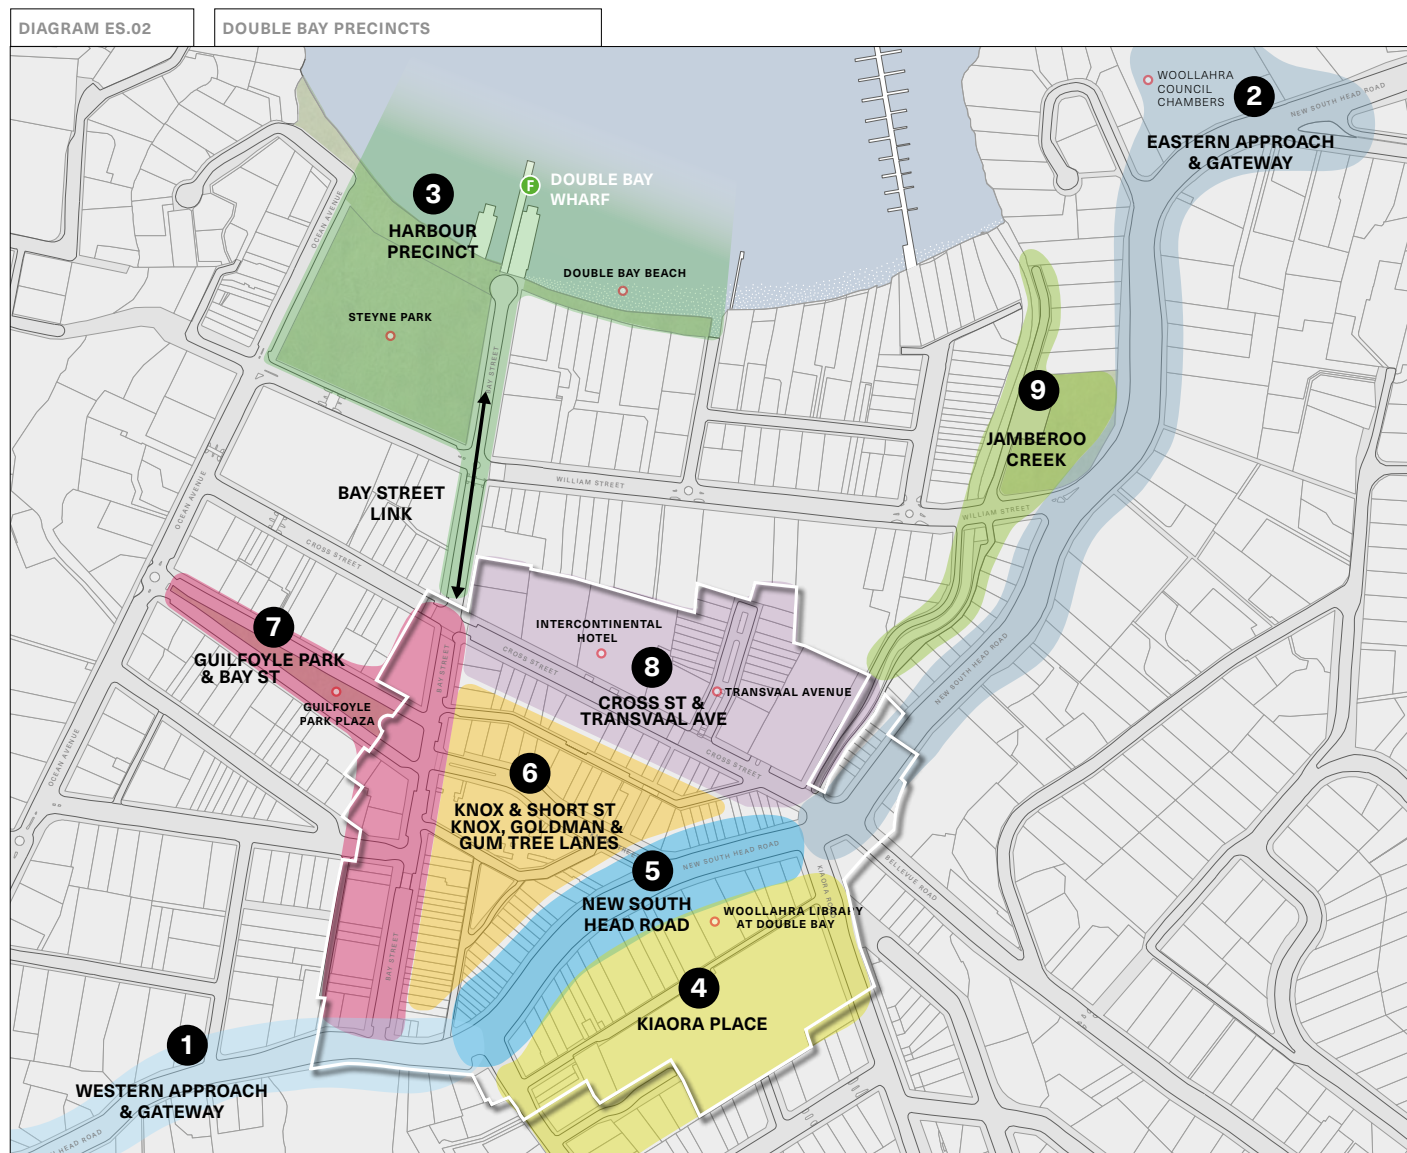 DIAGRAM ES.02
DOUBLE BAY PRECINCTS
WOOLLAHRA
COUNCIL
CHAMBERS
2
NEW SOUTH HEAD ROAD
EASTERN APPROACH
& GATEWAY
3
HARBOUR
PRECINCT
F
DOUBLE BAY
WHARF
OCEAN AVENUE
DOUBLE BAY BEACH
STEYNE PARK
BAY STREET
9
JAMBEROO
CREEK
BAY STREET
LINK
WILLIAM STREET
WILLIAM STREET
OCEAN AVENUE
CROSS STREET
7
GUILFOYLE PARK
& BAY ST
GUILFOYLE
PARK PLAZA
BAY STREET
INTERCONTINENTAL
HOTEL
CROSS STREET
8
CROSS ST &
TRANSVAAL AVE
TRANSVAAL AVENUE
NEW SOUTH HEAD ROAD
OCEAN AVENUE
CROSS STREET
6
KNOX & SHORT ST
KNOX, GOLDMAN &
GUM TREE LANES
5
NEW SOUTH HEAD ROAD
NEW SOUTH
HEAD ROAD
BELLEVUE ROAD
WOOLLAHRA LIBRARY
AT DOUBLE BAY
BAY STREET
4
KIAORA PLACE
1
WESTERN APPROACH
& GATEWAY
HEAD ROAD